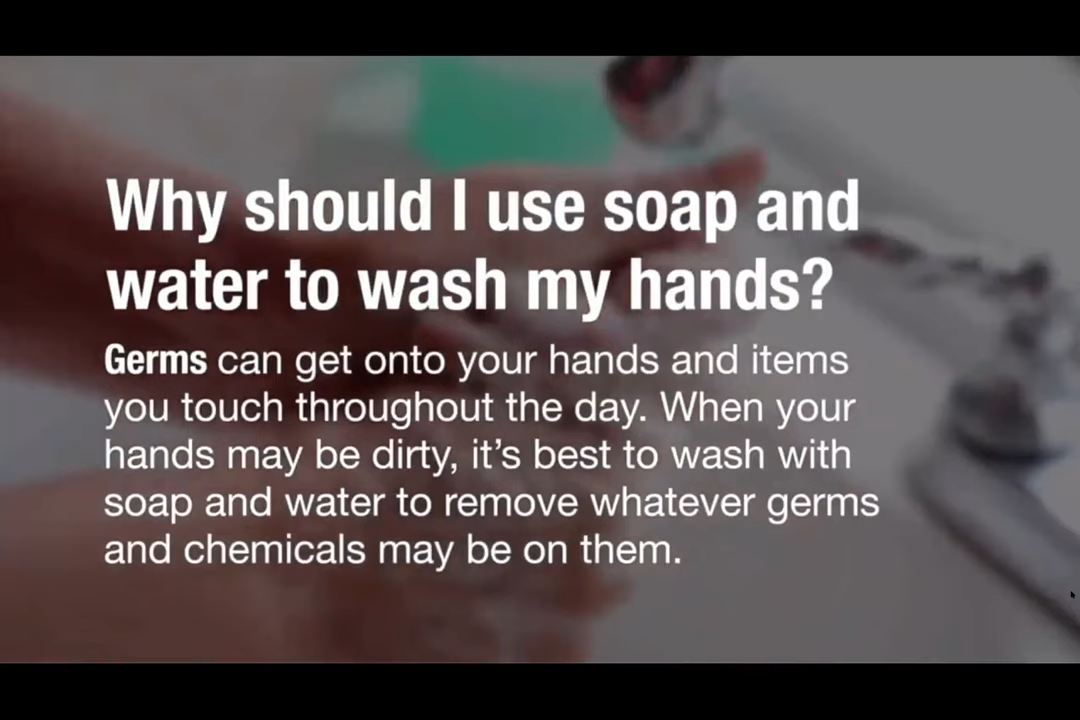 Why should I use soap and
water to wash my hands?
Germs can get onto your hands and items
you touch throughout the day. When your
hands may be dirty, it’s best to wash with
soap and water to remove whatever germs
and chemicals may be on them.